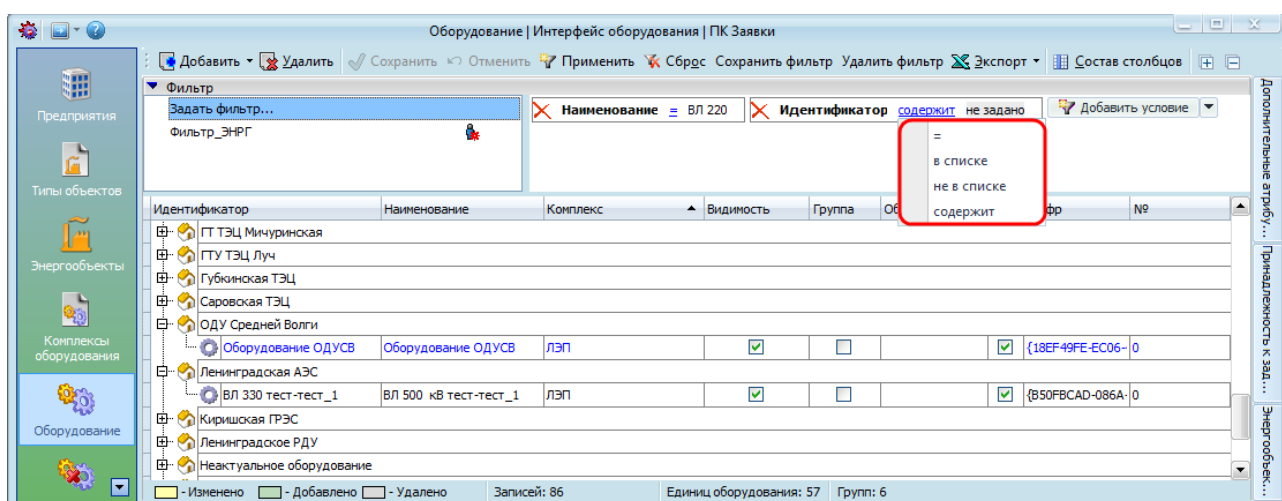 Оборудование | Интерфейс оборудования | ПК Заявки
Добавить Удалить Сохранить Отменить Применить Сброс Сохранить фильтр Удалить фильтр Экспорт Состав столбцов
Фильтр
Задать фильтр...
Фильтр_ЭНРГ
Наименование = ВЛ 220 Идентификатор содержит не задано Добавить условие
=
в списке
не в списке
содержит
Идентификатор Наименование Комплекс Видимость Группа Об фр №
ГТ ТЭЦ Мичуринская
ГТУ ТЭЦ Луч
Губкинская ТЭЦ
Саровская ТЭЦ
ОДУ Средней Волги
Оборудование ОДУСВ Оборудование ОДУСВ ЛЭП {18EF49FE-EC06- 0
Ленинградская АЭС
ВЛ 330 тест-тест_1 ВЛ 500 кВ тест-тест_1 ЛЭП {B50FBCAD-086A- 0
Киришская ГРЭС
Ленинградское РДУ
Неактуальное оборудование
- Изменено - Добавлено - Удалено Записей: 86 Единиц оборудования: 57 Групп: 6
Предприятия
Типы объектов
Энергообъекты
Комплексы
оборудования
Оборудование
Дополнительные атрибу...
Принадлежность к зад...
Энергообъек...